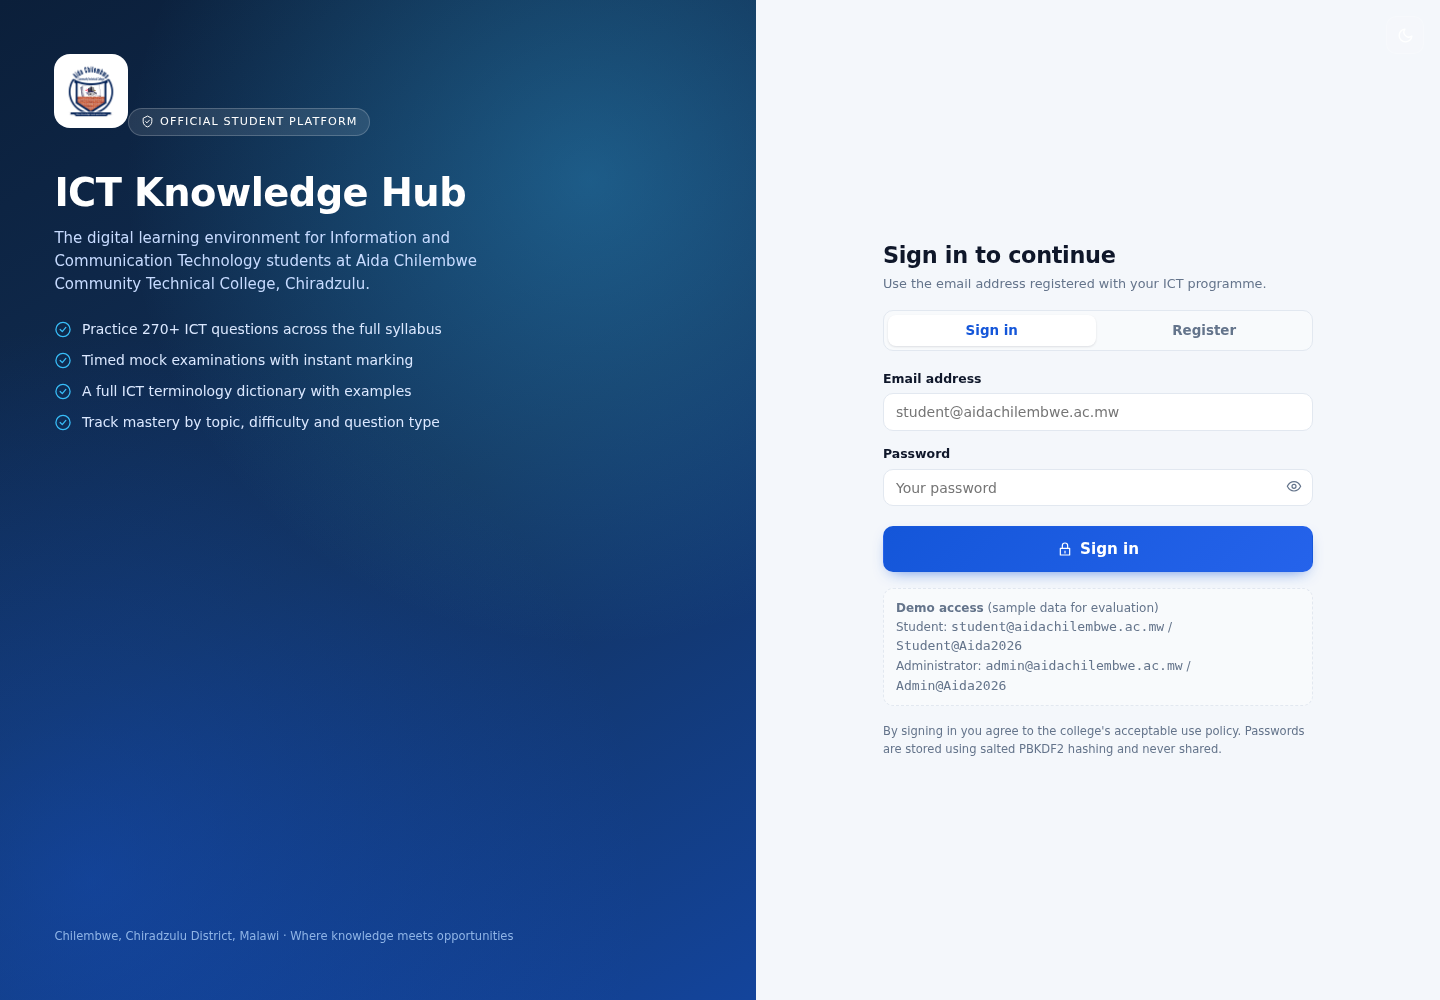 Aida Chilembwe
OFFICIAL STUDENT PLATFORM
ICT Knowledge Hub
The digital learning environment for Information and
Communication Technology students at Aida Chilembwe
Community Technical College, Chiradzulu.
Practice 270+ ICT questions across the full syllabus
Timed mock examinations with instant marking
A full ICT terminology dictionary with examples
Track mastery by topic, difficulty and question type
Chilembwe, Chiradzulu District, Malawi · Where knowledge meets opportunities
Sign in to continue
Use the email address registered with your ICT programme.
Sign in
Register
Email address
student@aidachilembwe.ac.mw
Password
Your password
Sign in
Demo access (sample data for evaluation)
Student: student@aidachilembwe.ac.mw /
Student@Aida2026
Administrator: admin@aidachilembwe.ac.mw /
Admin@Aida2026
By signing in you agree to the college's acceptable use policy. Passwords
are stored using salted PBKDF2 hashing and never shared.